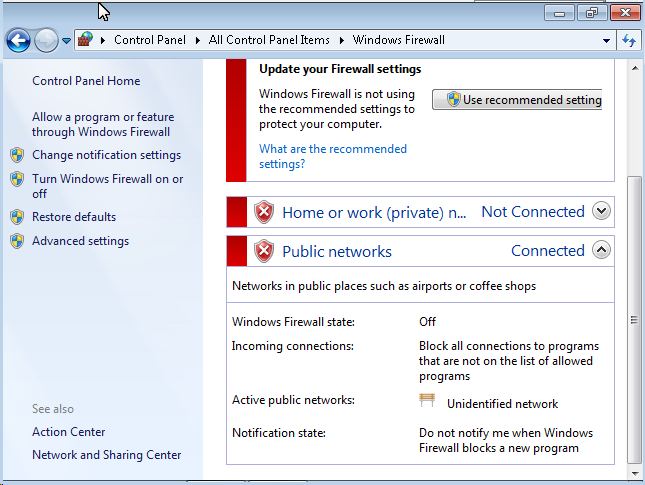 Control Panel All Control Panel Items Windows Firewall
Control Panel Home
Allow a program or feature
through Windows Firewall
Change notification settings
Turn Windows Firewall on or
off
Restore defaults
Advanced settings
See also
Action Center
Network and Sharing Center
Update your Firewall settings
Windows Firewall is not using
the recommended settings to
protect your computer.
Use recommended setting
What are the recommended
settings?
Home or work (private) n... Not Connected
Public networks Connected
Networks in public places such as airports or coffee shops
Windows Firewall state: Off
Incoming connections: Block all connections to programs
that are not on the list of allowed
programs
Active public networks: Unidentified network
Notification state: Do not notify me when Windows
Firewall blocks a new program